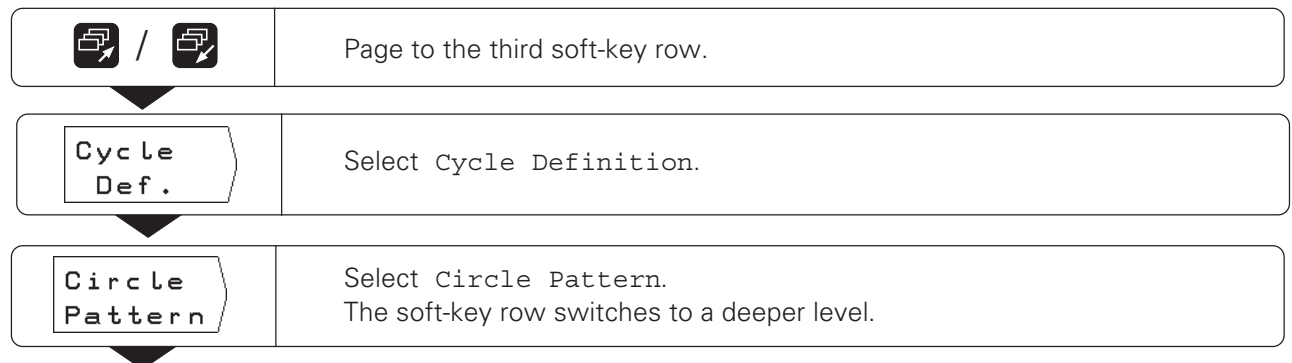 /
Page to the third soft-key row.
Cycle
Def.
Select Cycle Definition.
Circle
Pattern
Select Circle Pattern.
The soft-key row switches to a deeper level.